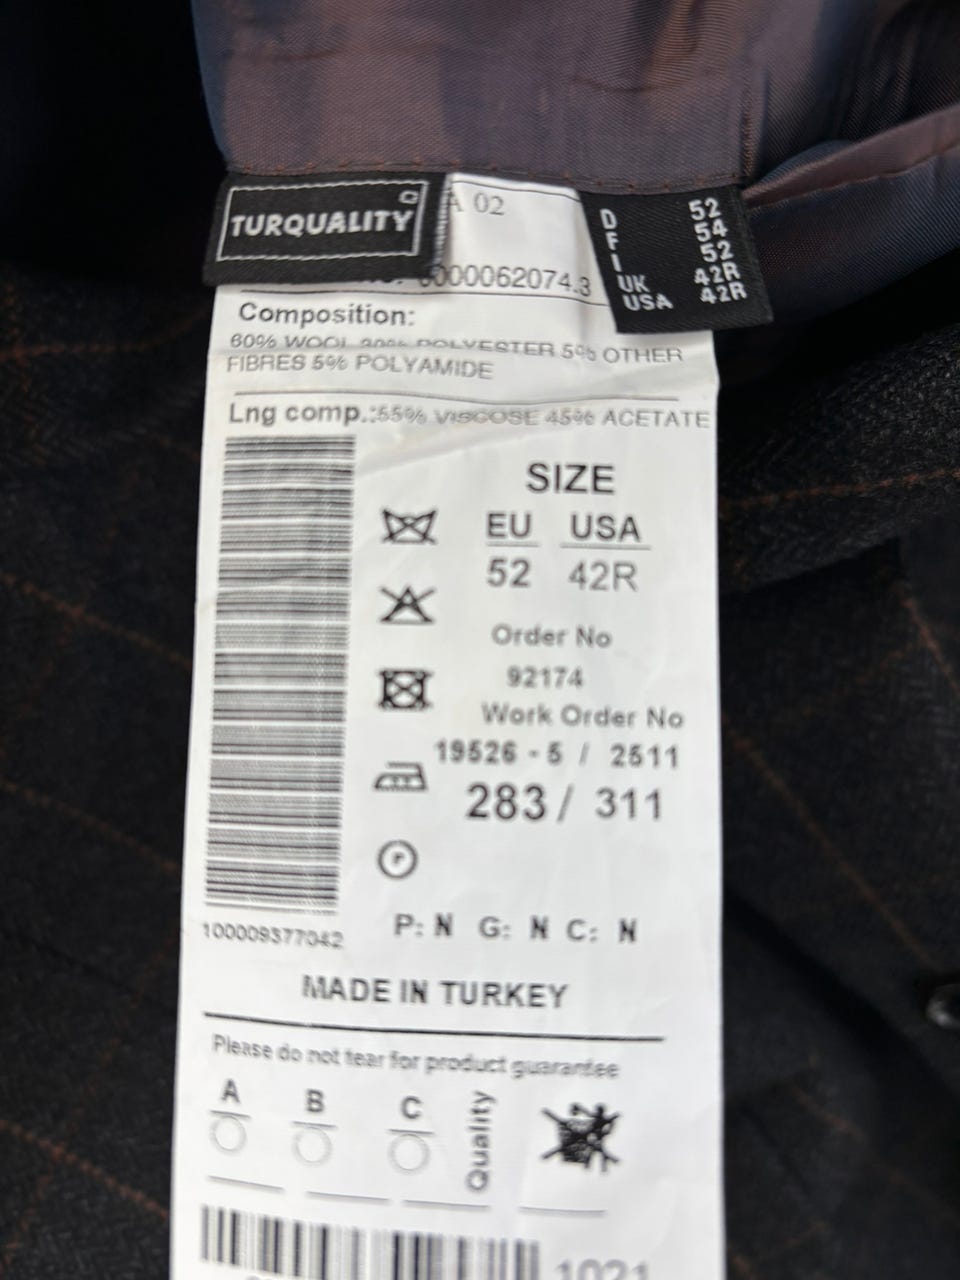 TURQUALITY
A 02
000062074.3
D 52
F 54
I 52
UK 42R
USA 42R
Composition:
60% WOOL 30% POLYESTER 5% OTHER
FIBRES 5% POLYAMIDE
Lng comp.:55% VISCOSE 45% ACETATE
SIZE
EU USA
52 42R
Order No
92174
Work Order No
19526 - 5 / 2511
283 / 311
P
P: N G: N C: N
100009377042
MADE IN TURKEY
Please do not tear for product guarantee
A B C Quality
1021